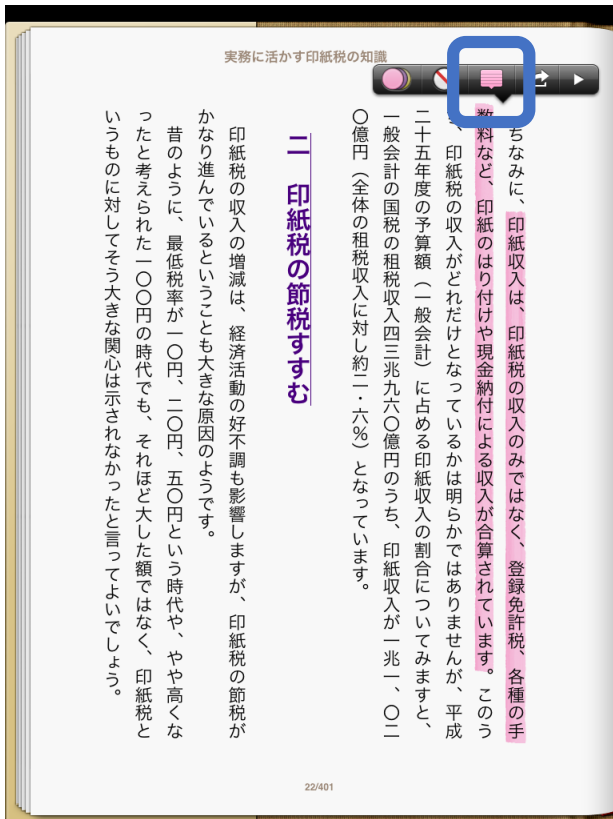 実務に活かす印紙税の知識
ちなみに、印紙収入は、印紙税の収入のみではなく、登録免許税、各種の手
数料など、印紙のはり付けや現金納付による収入が合算されています。このう
、印紙税の収入がどれだけとなっているかは明らかではありませんが、平成
二十五年度の予算額（一般会計）に占める印紙収入の割合についてみますと、
一般会計の国税の租税収入四三兆九六〇億円のうち、印紙収入が一兆一、〇二
〇億円（全体の租税収入に対し約二・六％）となっています。
二　印紙税の節税すすむ
印紙税の収入の増減は、経済活動の好不調も影響しますが、印紙税の節税が
かなり進んでいるということも大きな原因のようです。
昔のように、最低税率が一〇円、二〇円、五〇円という時代や、やや高くな
ったと考えられた一〇〇円の時代でも、それほど大した額ではなく、印紙税と
いうものに対してそう大きな関心は示されなかったと言ってよいでしょう。
22/401